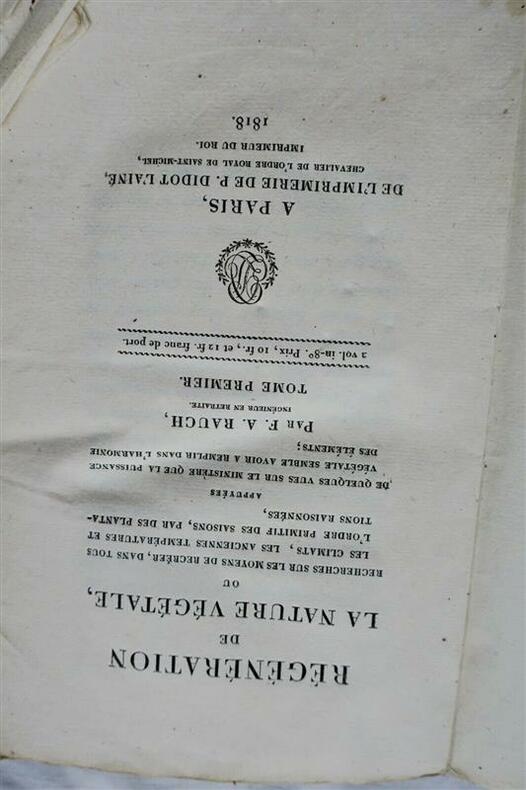 RÉGÉNÉRATION
DE
LA NATURE VÉGÉTALE,
OU
RECHERCHES SUR LES MOYENS DE RECRÉER, DANS TOUS
LES CLIMATS, LES ANCIENNES TEMPÉRATURES ET
L'ORDRE PRIMITIF DES SAISONS, PAR DES PLANTA-
TIONS RAISONNÉES,
APPUYÉES
DE QUELQUES VUES SUR LE MINISTÈRE QUE LA PUISSANCE
VÉGÉTALE SEMBLE AVOIR A REMPLIR DANS L'HARMONIE
DES ÉLÉMENTS;
PAR F. A. RAUCH,
INGÉNIEUR EN RETRAITE.
TOME PREMIER.
2 vol. in-8º. Prix, 10 fr., et 12 fr. franc de port.
A PARIS,
DE L'IMPRIMERIE DE P. DIDOT L'AINÉ,
CHEVALIER DE L'ORDRE ROYAL DE SAINT-MICHEL,
IMPRIMEUR DU ROI.
1818.